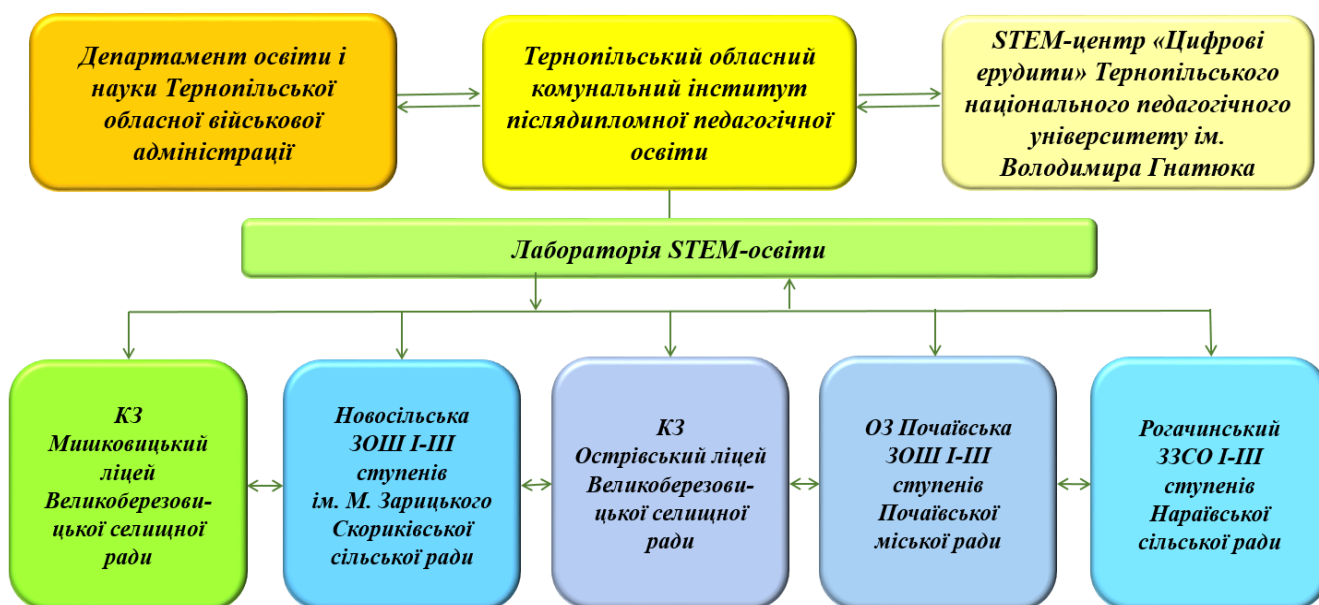 Департамент освіти і
науки Тернопільської
обласної військової
адміністрації
Тернопільський обласний
комунальний інститут
післядипломної педагогічної
освіти
STEM-центр «Цифрові
ерудити» Тернопільського
національного педагогічного
університету ім.
Володимира Гнатюка
Лабораторія STEM-освіти
КЗ
Мишковицький
ліцей
Великоберезови-
цької селищної
ради
Новосільська
ЗОШ І-ІІІ
ступенів
ім. М. Зарицького
Скориківської
сільської ради
КЗ
Острівський ліцей
Великоберезови-
цької селищної
ради
ОЗ Почаївська
ЗОШ І-ІІІ
ступенів
Почаївської
міської ради
Рогачинський
ЗЗСО І-ІІІ
ступенів
Нараївської
сільської ради